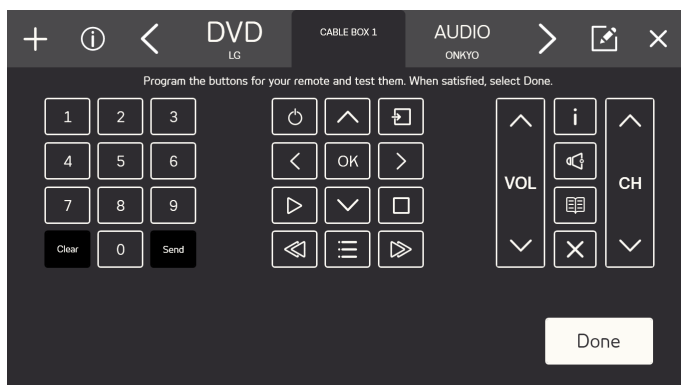 DVD
LG
CABLE BOX 1
AUDIO
ONKYO
Program the buttons for your remote and test them. When satisfied, select Done.
1 2 3
4 5 6 OK
7 8 9
Clear 0 Send
VOL
i
CH
Done